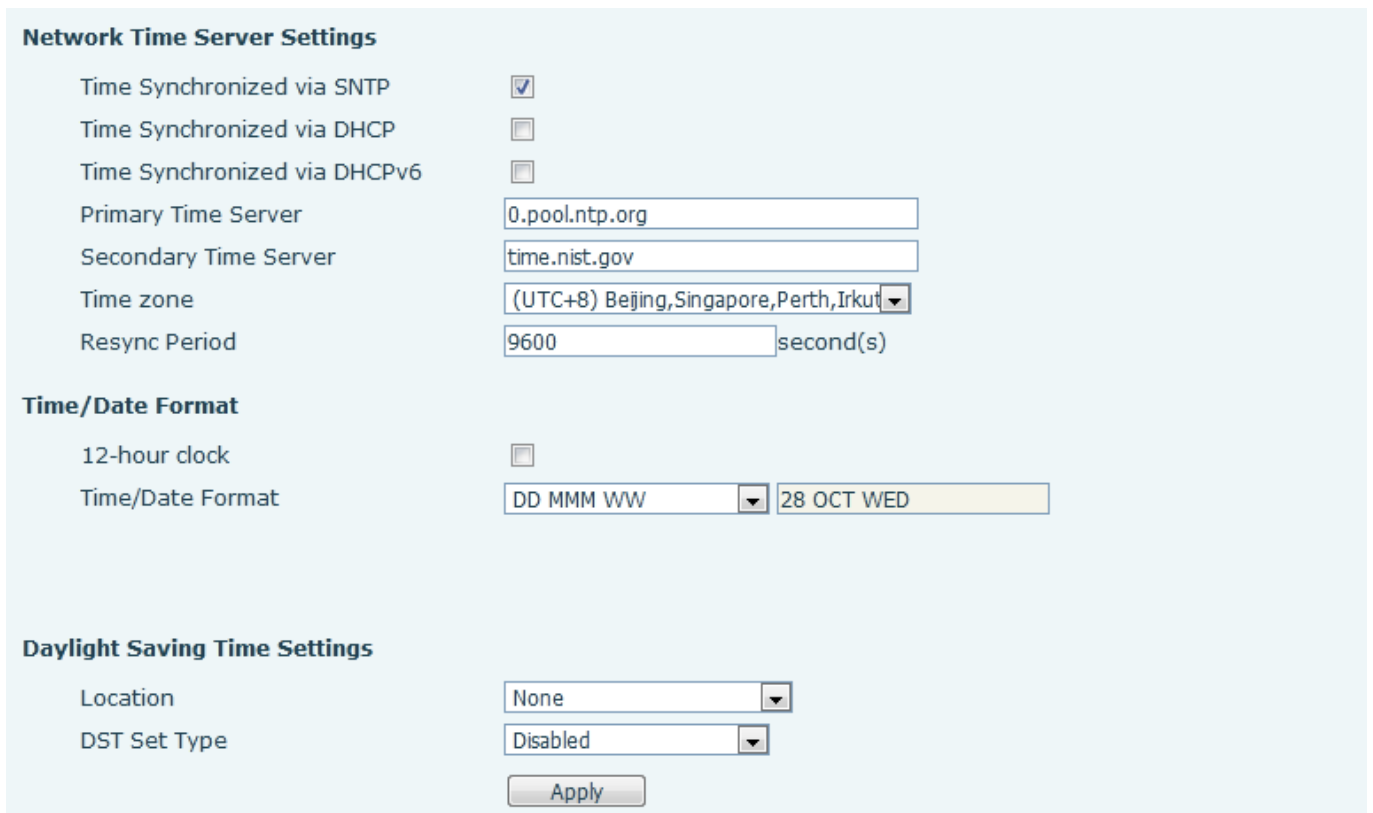 Network Time Server Settings
Time Synchronized via SNTP
Time Synchronized via DHCP
Time Synchronized via DHCPv6
Primary Time Server 0.pool.ntp.org
Secondary Time Server time.nist.gov
Time zone (UTC+8) Beijing,Singapore,Perth,Irkut
Resync Period 9600 second(s)
Time/Date Format
12-hour clock
Time/Date Format DD MMM WW 28 OCT WED
Daylight Saving Time Settings
Location None
DST Set Type Disabled
Apply